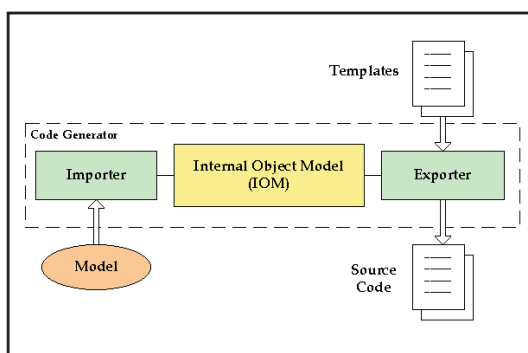 Templates
Code Generator
Importer
Internal Object Model
(IOM)
Exporter
Model
Source
Code